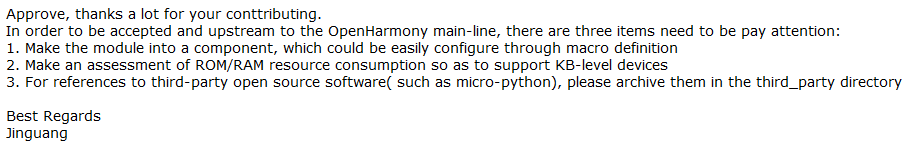 Approve, thanks a lot for your conttributing.
In order to be accepted and upstream to the OpenHarmony main-line, there are three items need to be pay attention:
1. Make the module into a component, which could be easily configure through macro definition
2. Make an assessment of ROM/RAM resource consumption so as to support KB-level devices
3. For references to third-party open source software( such as micro-python), please archive them in the third_party directory
Best Regards
Jinguang